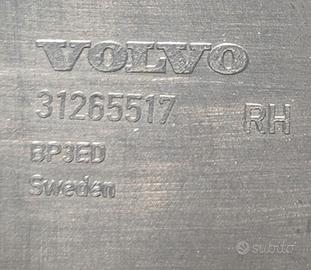 VOLVO
31265517 RH
BP3ED
Sweden
subito